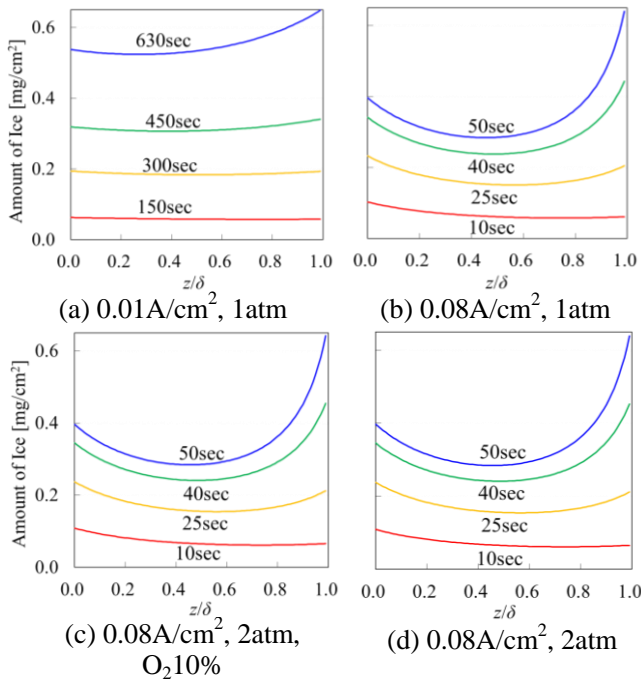 Amount of Ice [mg/cm²]
0.6
0.4
0.2
0.0
630sec
450sec
300sec
150sec
0.0 0.2 0.4 0.6 0.8 1.0
z/δ
(a) 0.01A/cm², 1atm
50sec
40sec
25sec
10sec
0.0 0.2 0.4 0.6 0.8 1.0
z/δ
(b) 0.08A/cm², 1atm
Amount of Ice [mg/cm²]
0.6
0.4
0.2
0.0
50sec
40sec
25sec
10sec
0.0 0.2 0.4 0.6 0.8 1.0
z/δ
(c) 0.08A/cm², 2atm,
O₂10%
50sec
40sec
25sec
10sec
0.0 0.2 0.4 0.6 0.8 1.0
z/δ
(d) 0.08A/cm², 2atm